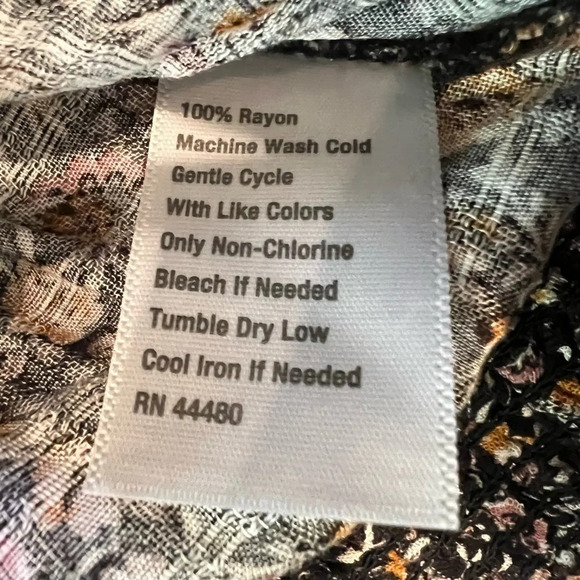 100% Rayon
Machine Wash Cold
Gentle Cycle
With Like Colors
Only Non-Chlorine
Bleach If Needed
Tumble Dry Low
Cool Iron If Needed
RN 44480